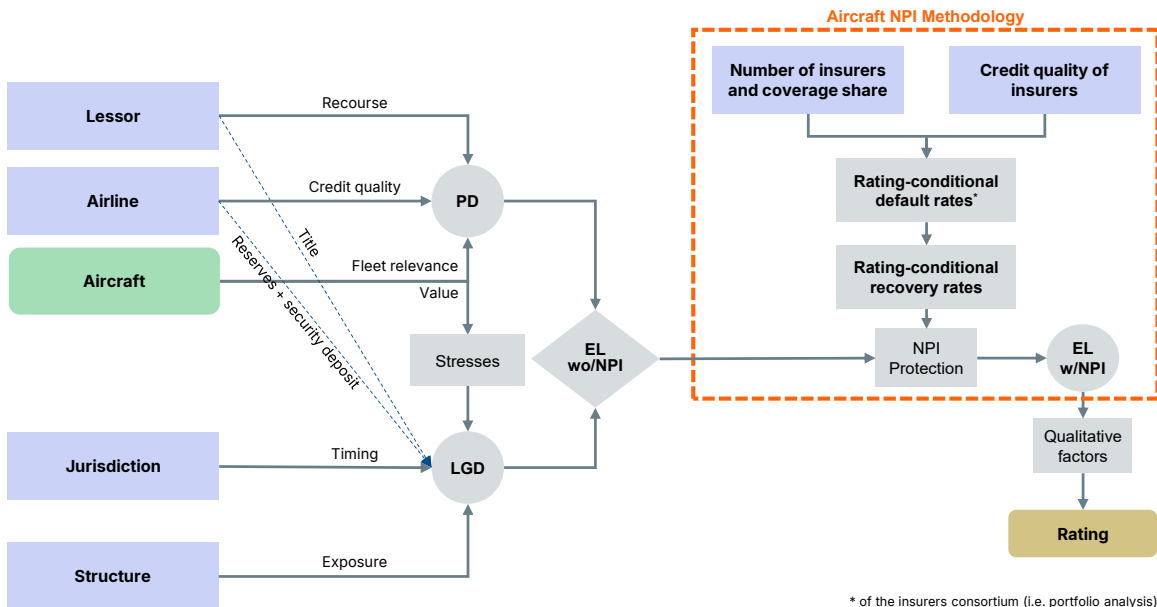 Aircraft NPI Methodology
Number of insurers
and coverage share
Credit quality of
insurers
Lessor
Recourse
Airline
Credit quality
PD
Rating-conditional
default rates*
Title
Aircraft
Fleet relevance
Value
Reserves + security deposit
Rating-conditional
recovery rates
Stresses
EL
wo/NPI
NPI
Protection
EL
w/NPI
Jurisdiction
Timing
LGD
Qualitative
factors
Rating
Structure
Exposure
* of the insurers consortium (i.e. portfolio analysis)